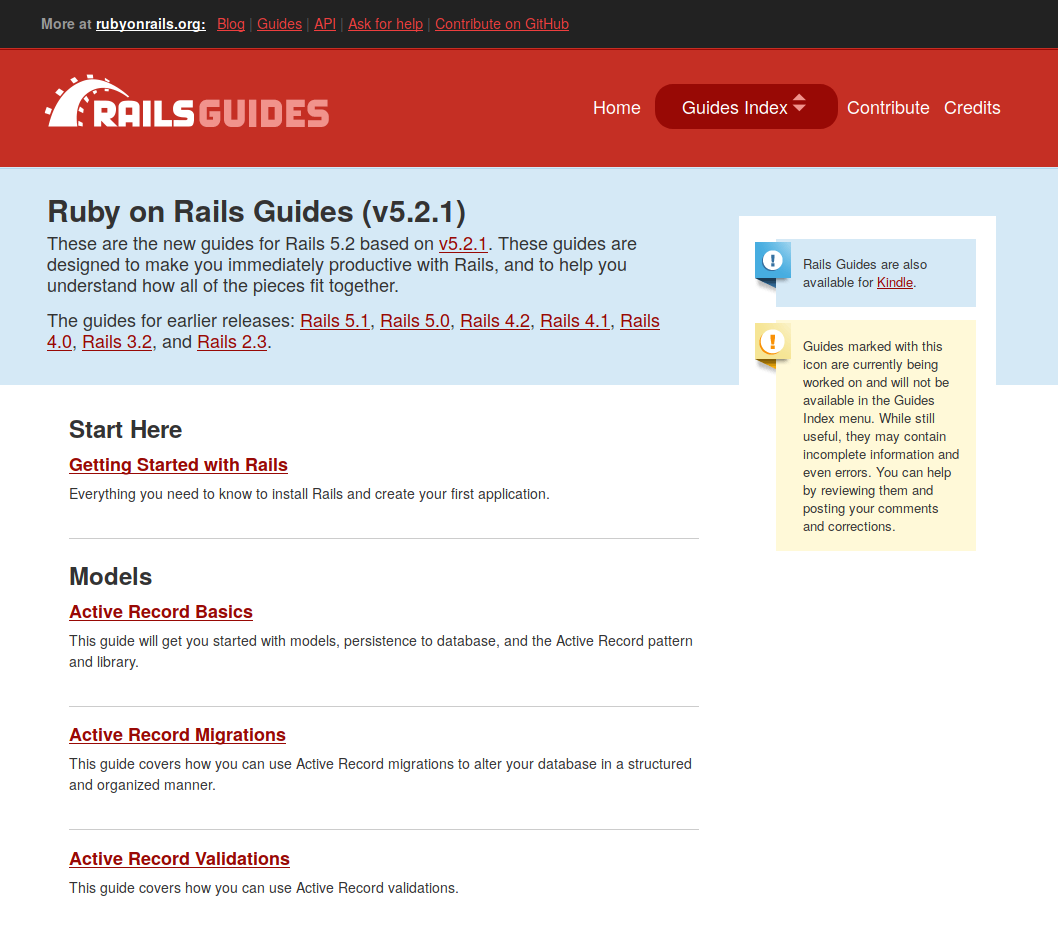 More at rubyonrails.org: Blog | Guides | API | Ask for help | Contribute on GitHub
RAILSGUIDES
Home Guides Index Contribute Credits
Ruby on Rails Guides (v5.2.1)
These are the new guides for Rails 5.2 based on v5.2.1. These guides are
designed to make you immediately productive with Rails, and to help you
understand how all of the pieces fit together.
The guides for earlier releases: Rails 5.1, Rails 5.0, Rails 4.2, Rails 4.1, Rails
4.0, Rails 3.2, and Rails 2.3.
Rails Guides are also
available for Kindle.
Guides marked with this
icon are currently being
worked on and will not be
available in the Guides
Index menu. While still
useful, they may contain
incomplete information and
even errors. You can help
by reviewing them and
posting your comments
and corrections.
Start Here
Getting Started with Rails
Everything you need to know to install Rails and create your first application.
Models
Active Record Basics
This guide will get you started with models, persistence to database, and the Active Record pattern
and library.
Active Record Migrations
This guide covers how you can use Active Record migrations to alter your database in a structured
and organized manner.
Active Record Validations
This guide covers how you can use Active Record validations.